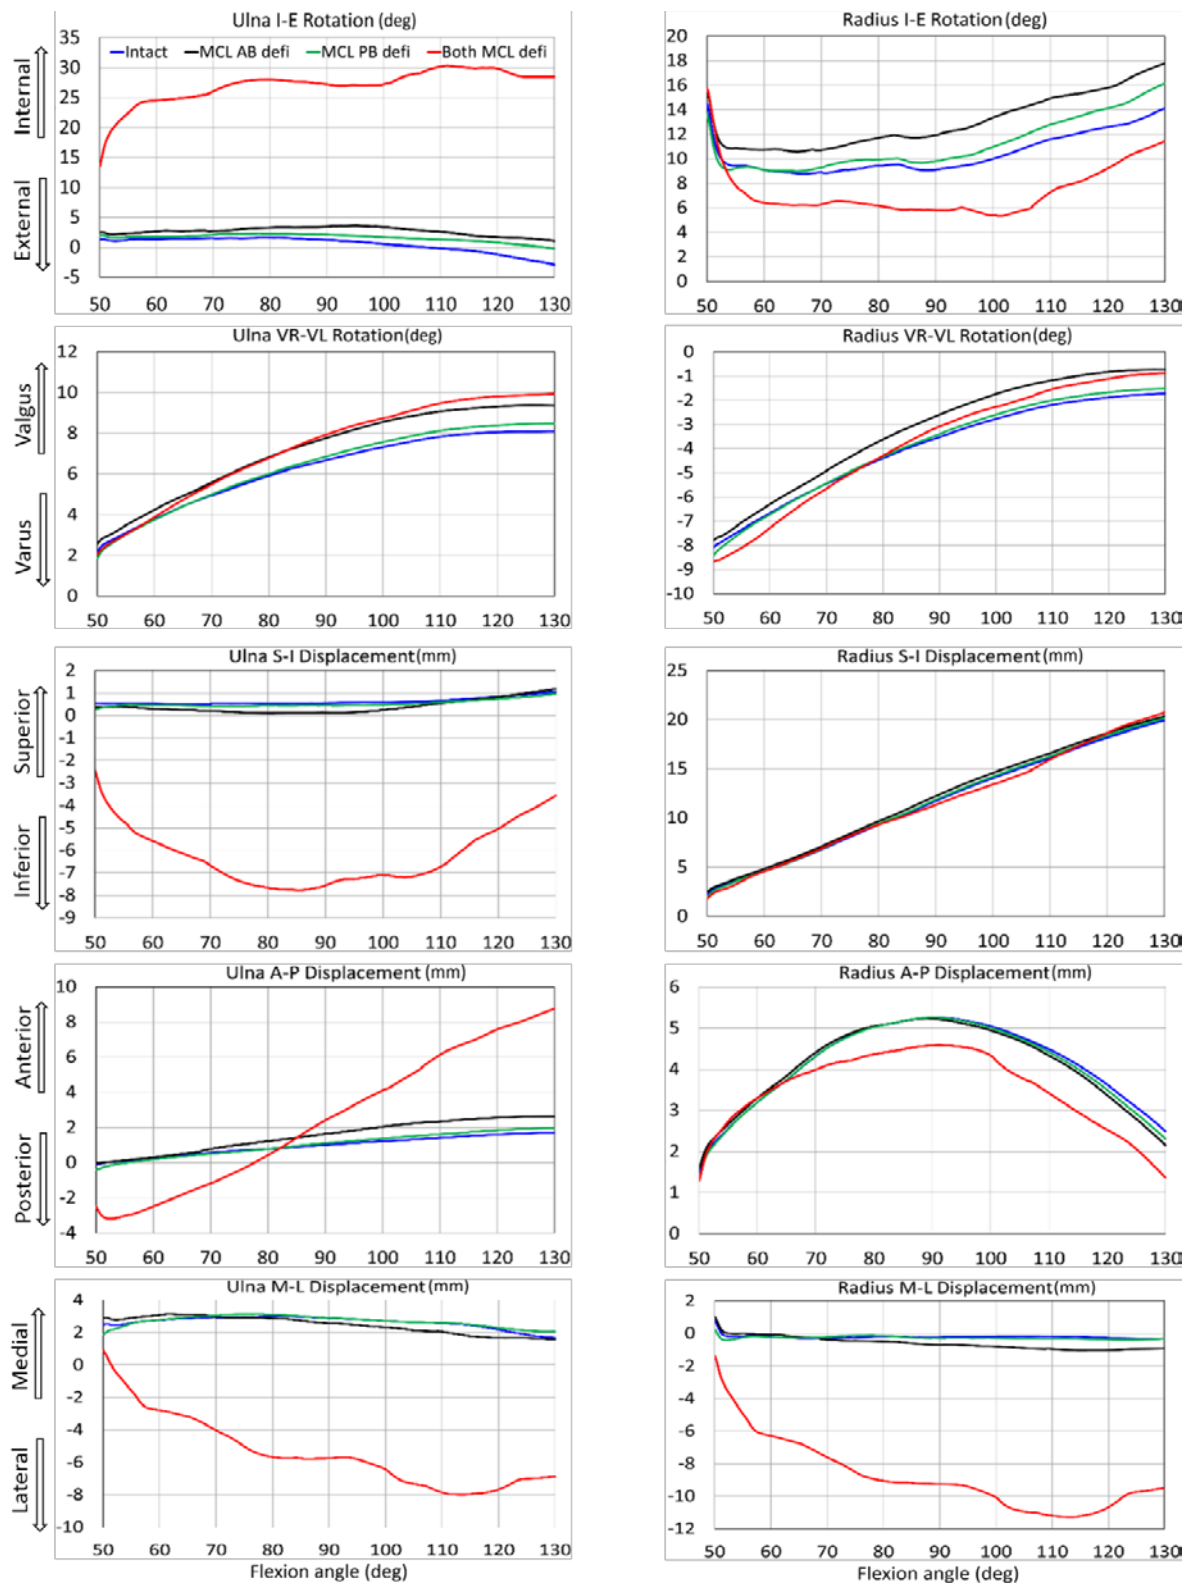 Ulna I-E Rotation (deg)
35
30
25
20
15
10
5
0
-5
Intact MCL AB defi MCL PB defi Both MCL defi
50 60 70 80 90 100 110 120 130
Internal
External
Radius I-E Rotation (deg)
20
18
16
14
12
10
8
6
4
2
0
50 60 70 80 90 100 110 120 130
Ulna VR-VL Rotation(deg)
12
10
8
6
4
2
0
50 60 70 80 90 100 110 120 130
Valgus
Varus
Radius VR-VL Rotation (deg)
0
-1
-2
-3
-4
-5
-6
-7
-8
-9
-10
50 60 70 80 90 100 110 120 130
Ulna S-I Displacement(mm)
2
1
0
-1
-2
-3
-4
-5
-6
-7
-8
-9
50 60 70 80 90 100 110 120 130
Superior
Inferior
Radius S-I Displacement(mm)
25
20
15
10
5
0
50 60 70 80 90 100 110 120 130
Ulna A-P Displacement (mm)
10
8
6
4
2
0
-2
-4
50 60 70 80 90 100 110 120 130
Anterior
Posterior
Radius A-P Displacement (mm)
6
5
4
3
2
1
0
50 60 70 80 90 100 110 120 130
Ulna M-L Displacement(mm)
4
2
0
-2
-4
-6
-8
-10
50 60 70 80 90 100 110 120 130
Flexion angle (deg)
Medial
Lateral
Radius M-L Displacement(mm)
2
0
-2
-4
-6
-8
-10
-12
50 60 70 80 90 100 110 120 130
Flexion angle (deg)